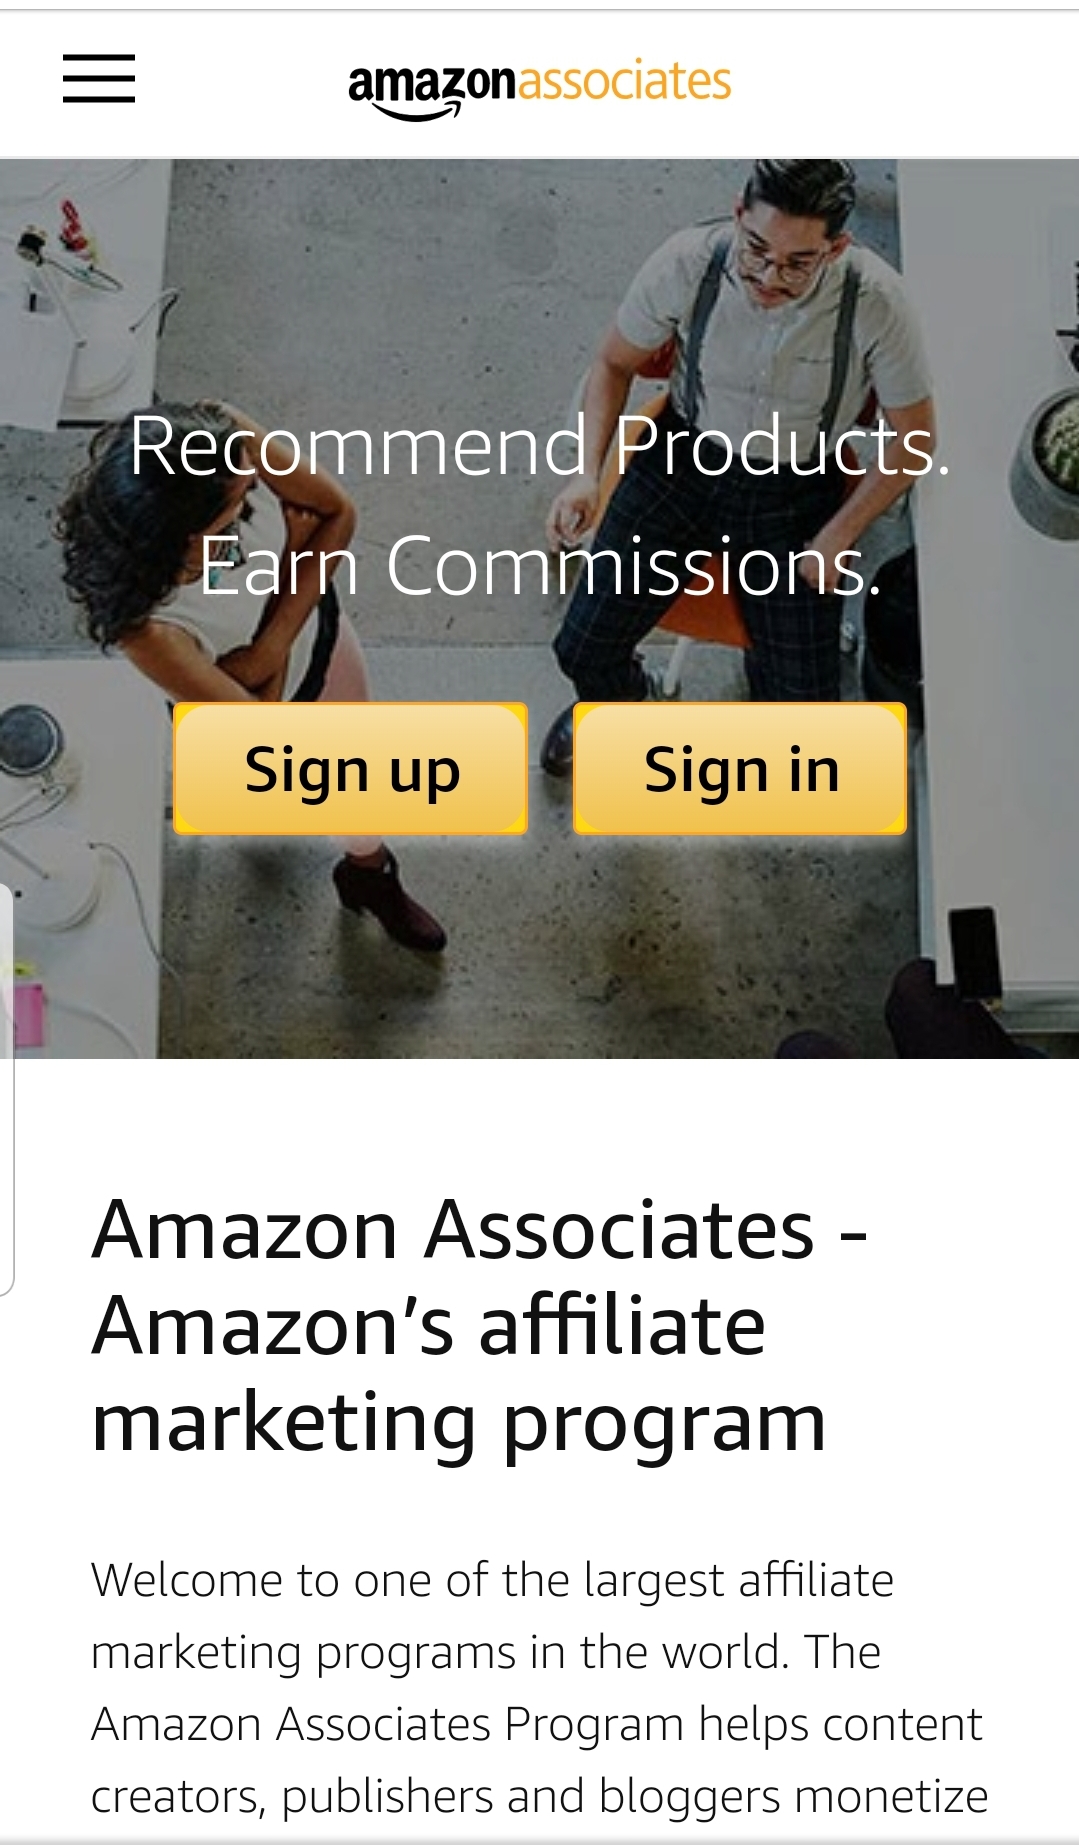 amazonassociates
Recommend Products.
Earn Commissions.
Sign up
Sign in
Amazon Associates -
Amazon’s affiliate
marketing program
Welcome to one of the largest affiliate
marketing programs in the world. The
Amazon Associates Program helps content
creators, publishers and bloggers monetize